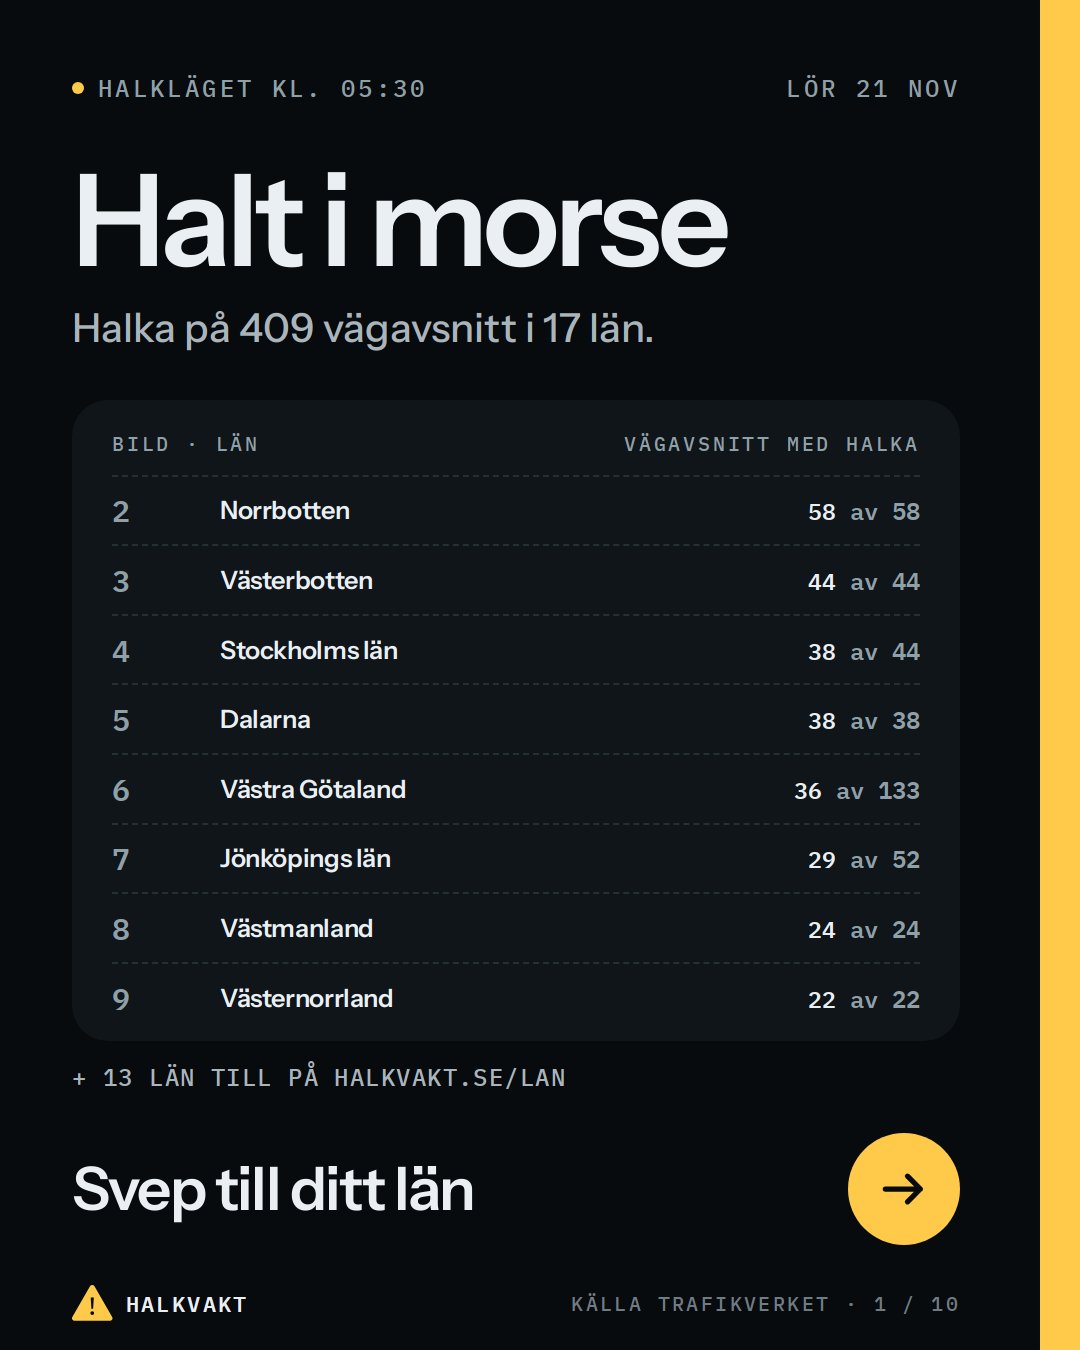 HALKLÄGET KL. 05:30 LÖR 21 NOV
Halt i morse
Halka på 409 vägavsnitt i 17 län.
BILD · LÄN VÄGAVSNITT MED HALKA
2 Norrbotten 58 av 58
3 Västerbotten 44 av 44
4 Stockholms län 38 av 44
5 Dalarna 38 av 38
6 Västra Götaland 36 av 133
7 Jönköpings län 29 av 52
8 Västmanland 24 av 24
9 Västernorrland 22 av 22
+ 13 LÄN TILL PÅ HALKVAKT.SE/LAN
Svep till ditt län
HALKVAKT KÄLLA TRAFIKVERKET · 1 / 10